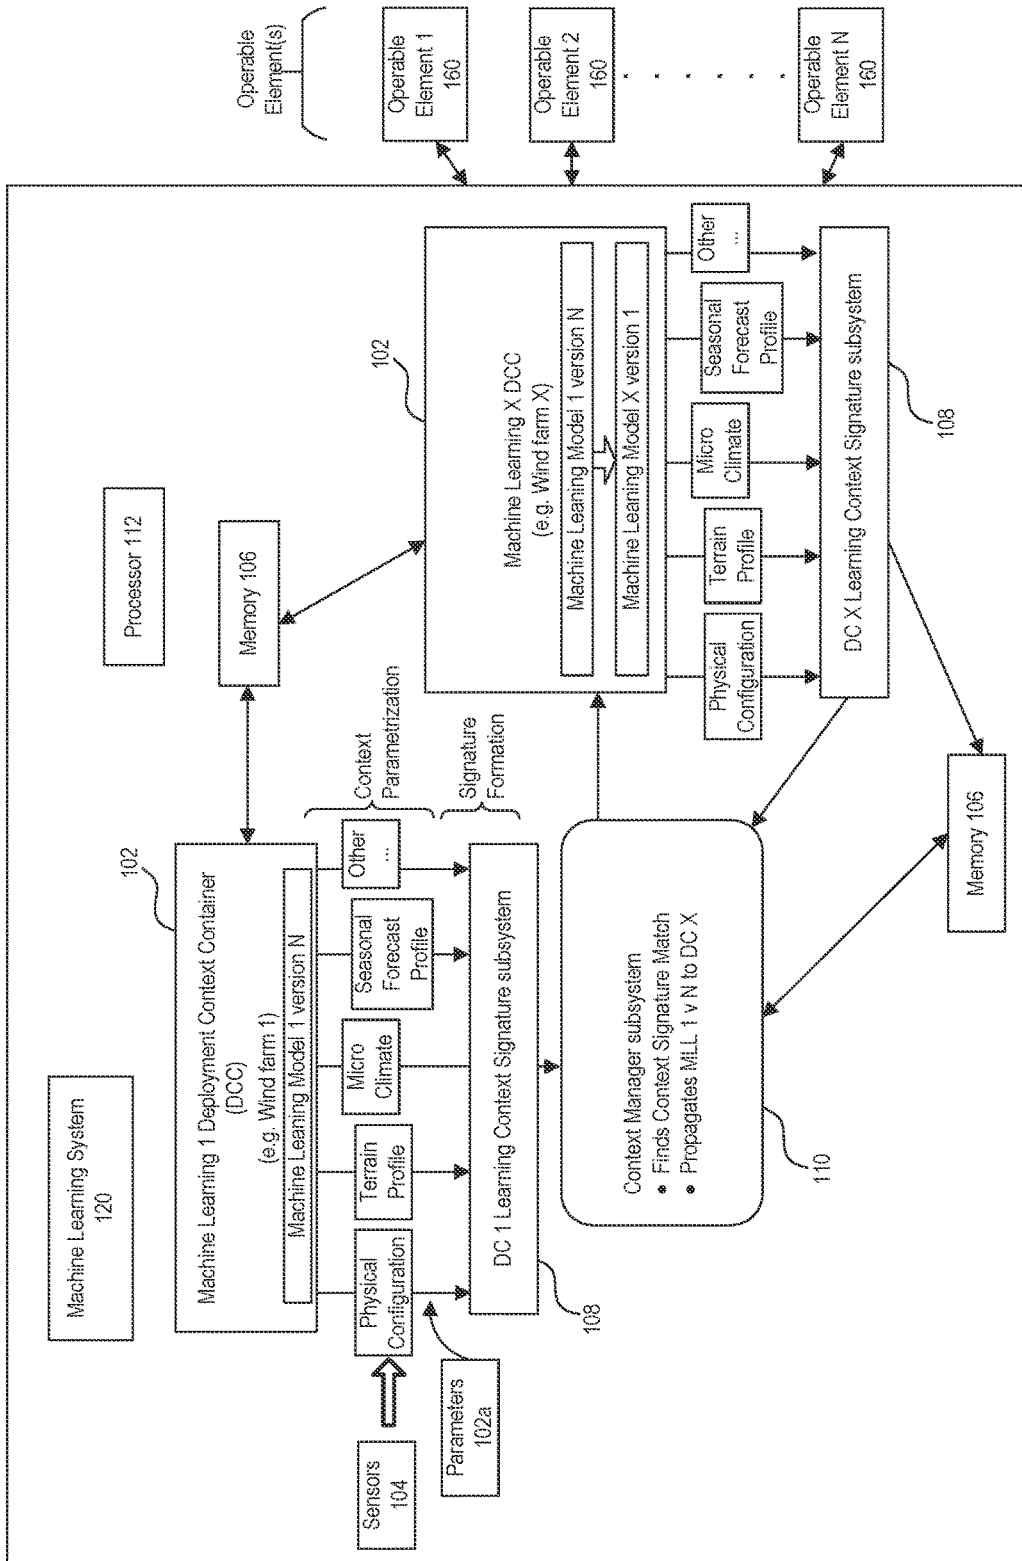 Machine Learning System
120
Processor 112
Operable
Element(s)
Machine Learning 1 Deployment Context Container
(DCC)
(e.g. Wind farm 1)
Machine Leaning Model 1 version N
102
Memory 106
Operable
Element 1
160
Operable
Element 2
160
. . . . . .
Operable
Element N
160
Sensors
104
Physical
Configuration
Terrain
Profile
Micro
Climate
Seasonal
Forecast
Profile
Other
...
Context
Parametrization
Parameters
102a
Signature
Formation
DC 1 Learning Context Signature subsystem
108
102
Machine Learning X DCC
(e.g. Wind farm X)
Machine Leaning Model 1 version N
Machine Leaning Model X version 1
Context Manager subsystem
• Finds Context Signature Match
• Propagates MLL 1 v N to DC X
110
Physical
Configuration
Terrain
Profile
Micro
Climate
Seasonal
Forecast
Profile
Other
...
DC X Learning Context Signature subsystem
108
Memory 106